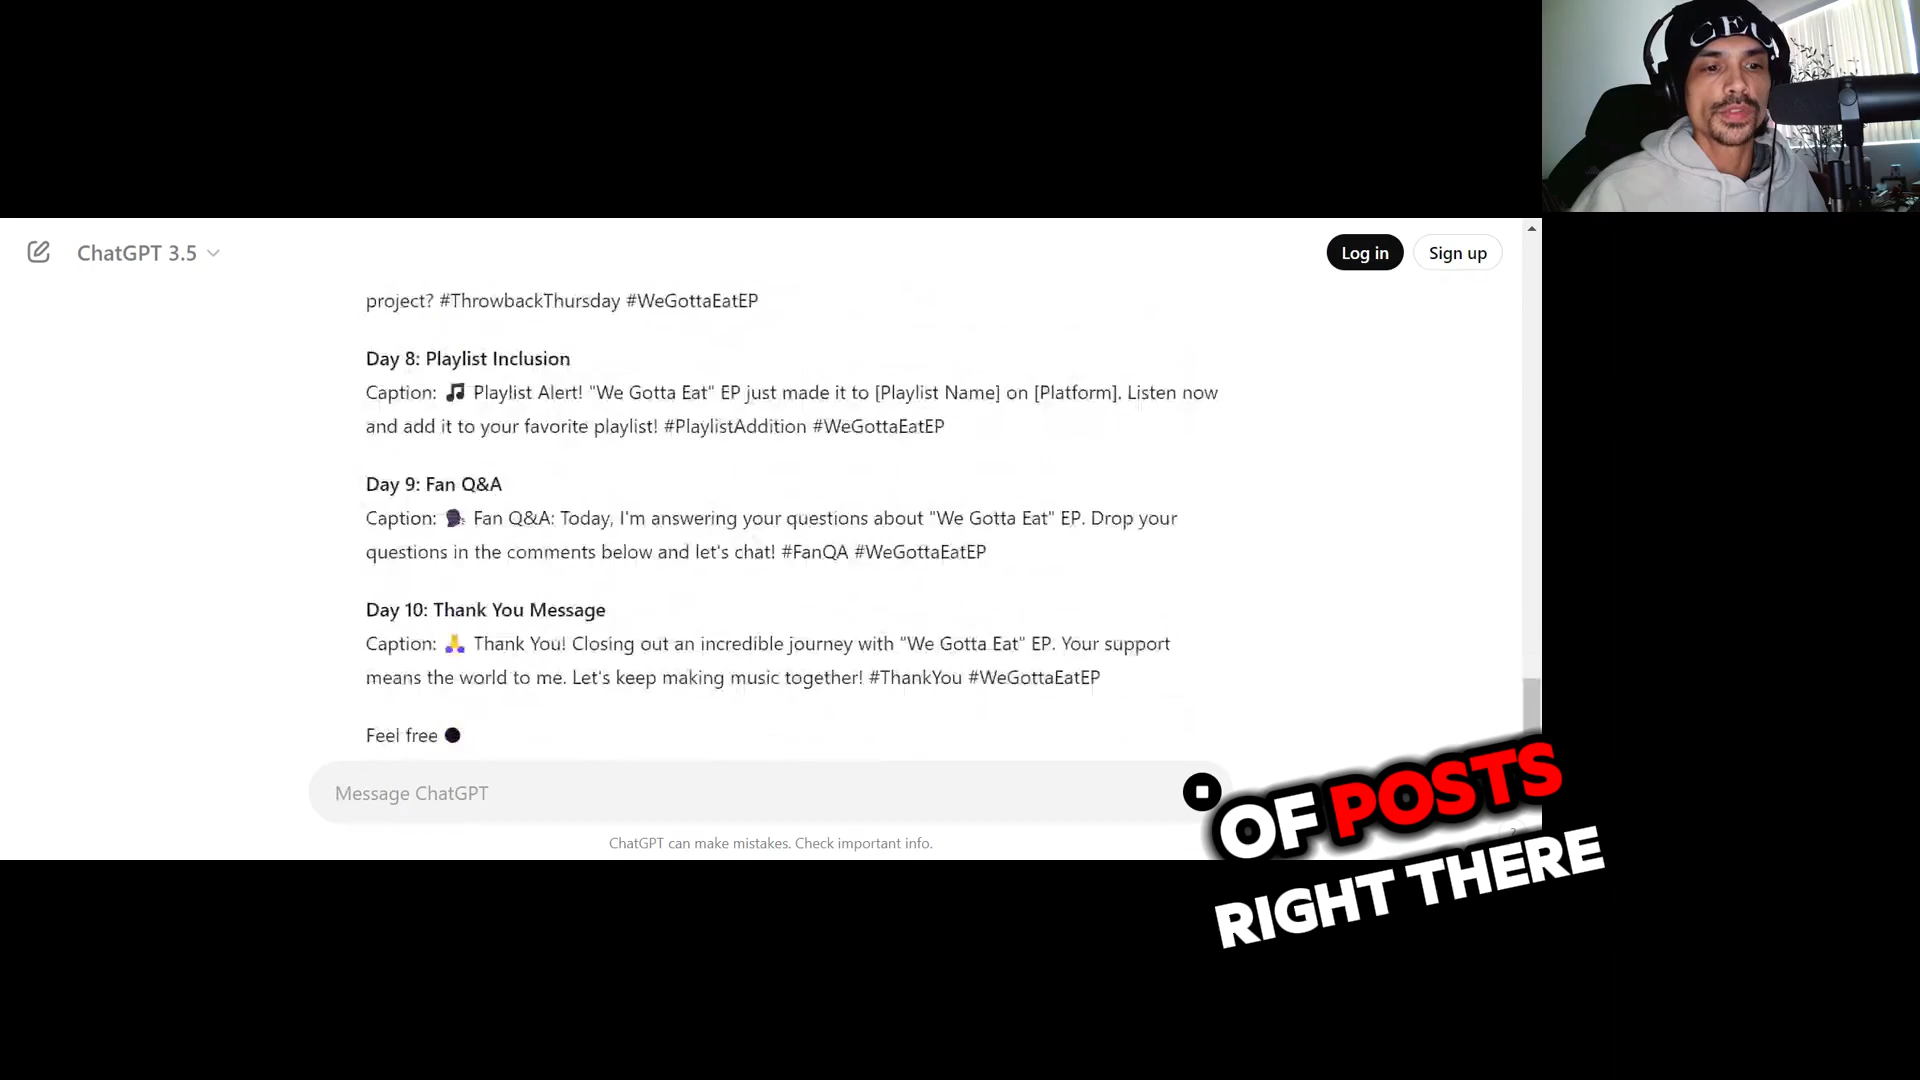 ChatGPT 3.5
Log in
Sign up
project? #ThrowbackThursday #WeGottaEatEP
Day 8: Playlist Inclusion
Caption: 🎵 Playlist Alert! "We Gotta Eat" EP just made it to [Playlist Name] on [Platform]. Listen now
and add it to your favorite playlist! #PlaylistAddition #WeGottaEatEP
Day 9: Fan Q&A
Caption: 🗣️ Fan Q&A: Today, I'm answering your questions about "We Gotta Eat" EP. Drop your
questions in the comments below and let's chat! #FanQA #WeGottaEatEP
Day 10: Thank You Message
Caption: 🙏 Thank You! Closing out an incredible journey with "We Gotta Eat" EP. Your support
means the world to me. Let's keep making music together! #ThankYou #WeGottaEatEP
Feel free
Message ChatGPT
ChatGPT can make mistakes. Check important info.
OF POSTS
RIGHT THERE